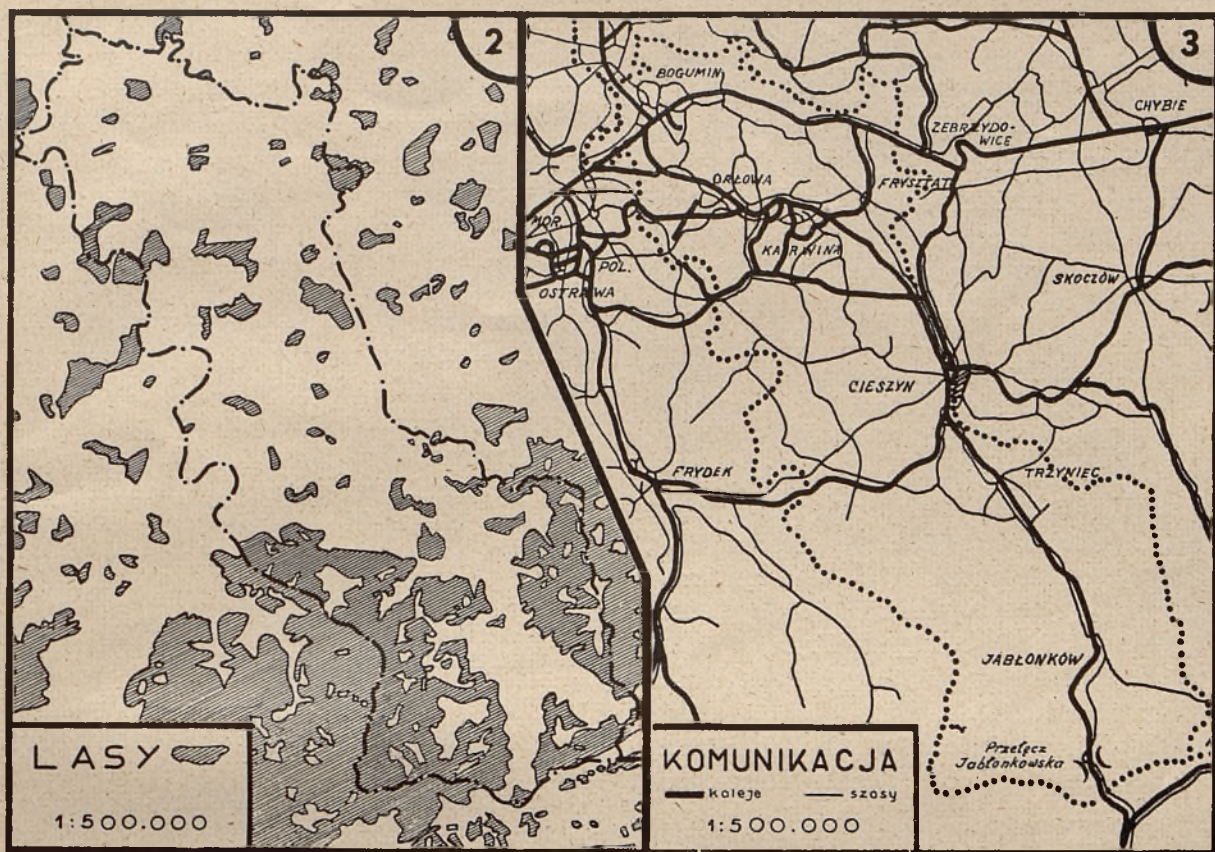 2
LASY
1:500.000
3
BOGUMIN
CHYBIE
ZEBRZYDO-
WICE
ORŁOWA
FRYSZTAT
MOR.
KARWINA
POL.
SKOCZÓW
OSTRAWA
CIESZYN
FRYDEK
TRZYNIEC
JABŁONKÓW
Przełęcz
Jabłonkowska
KOMUNIKACJA
koleje szosy
1:500.000